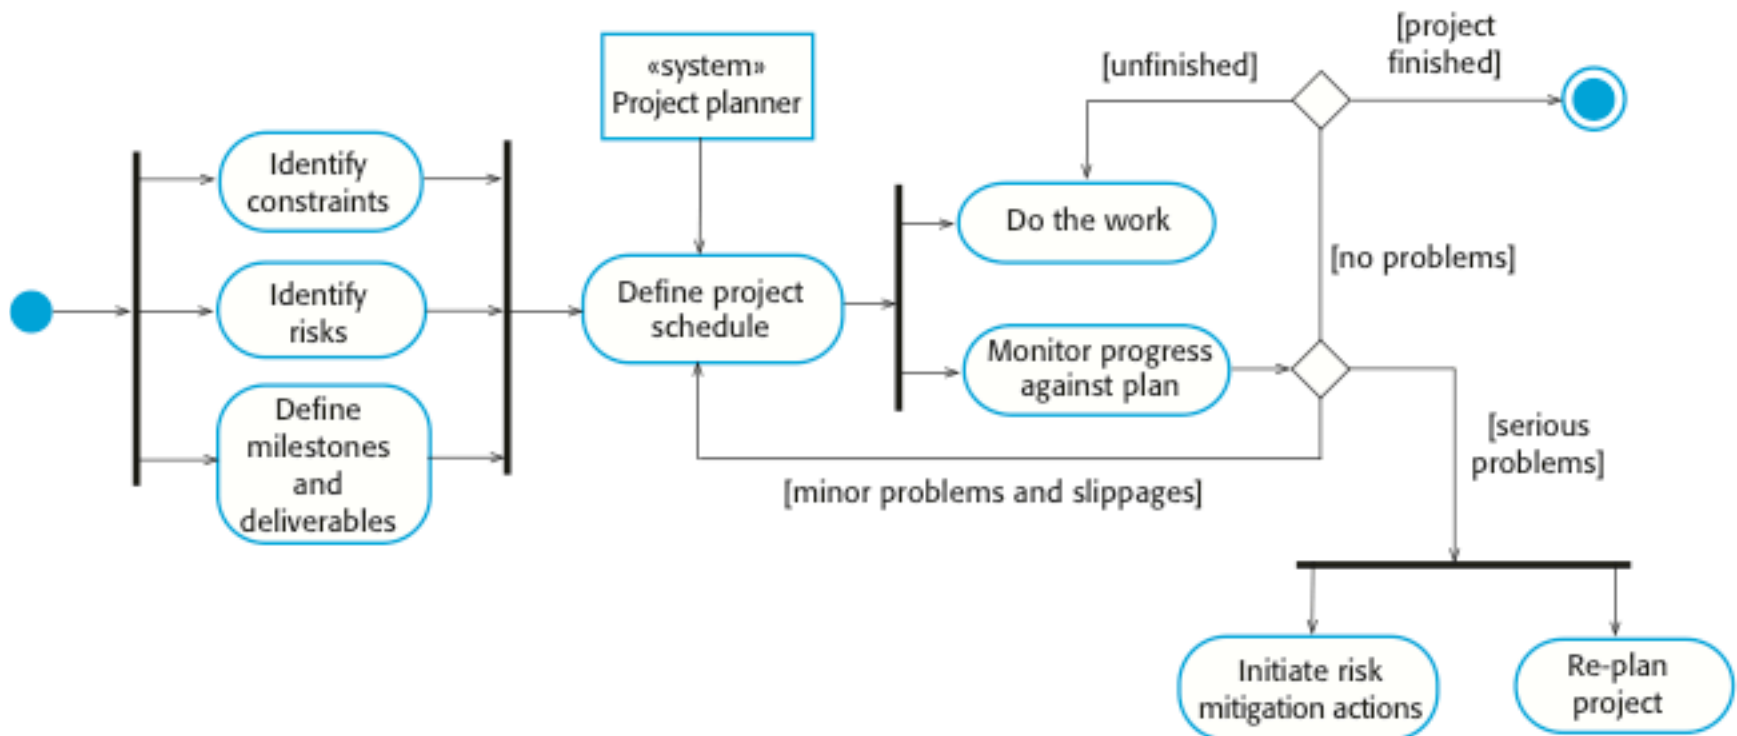 [project
finished]
[unfinished]
«system»
Project planner
Identify
constraints
Do the work
[no problems]
Identify
risks
Define project
schedule
Monitor progress
against plan
Define
milestones
and
deliverables
[serious
problems]
[minor problems and slippages]
Initiate risk
mitigation actions
Re-plan
project